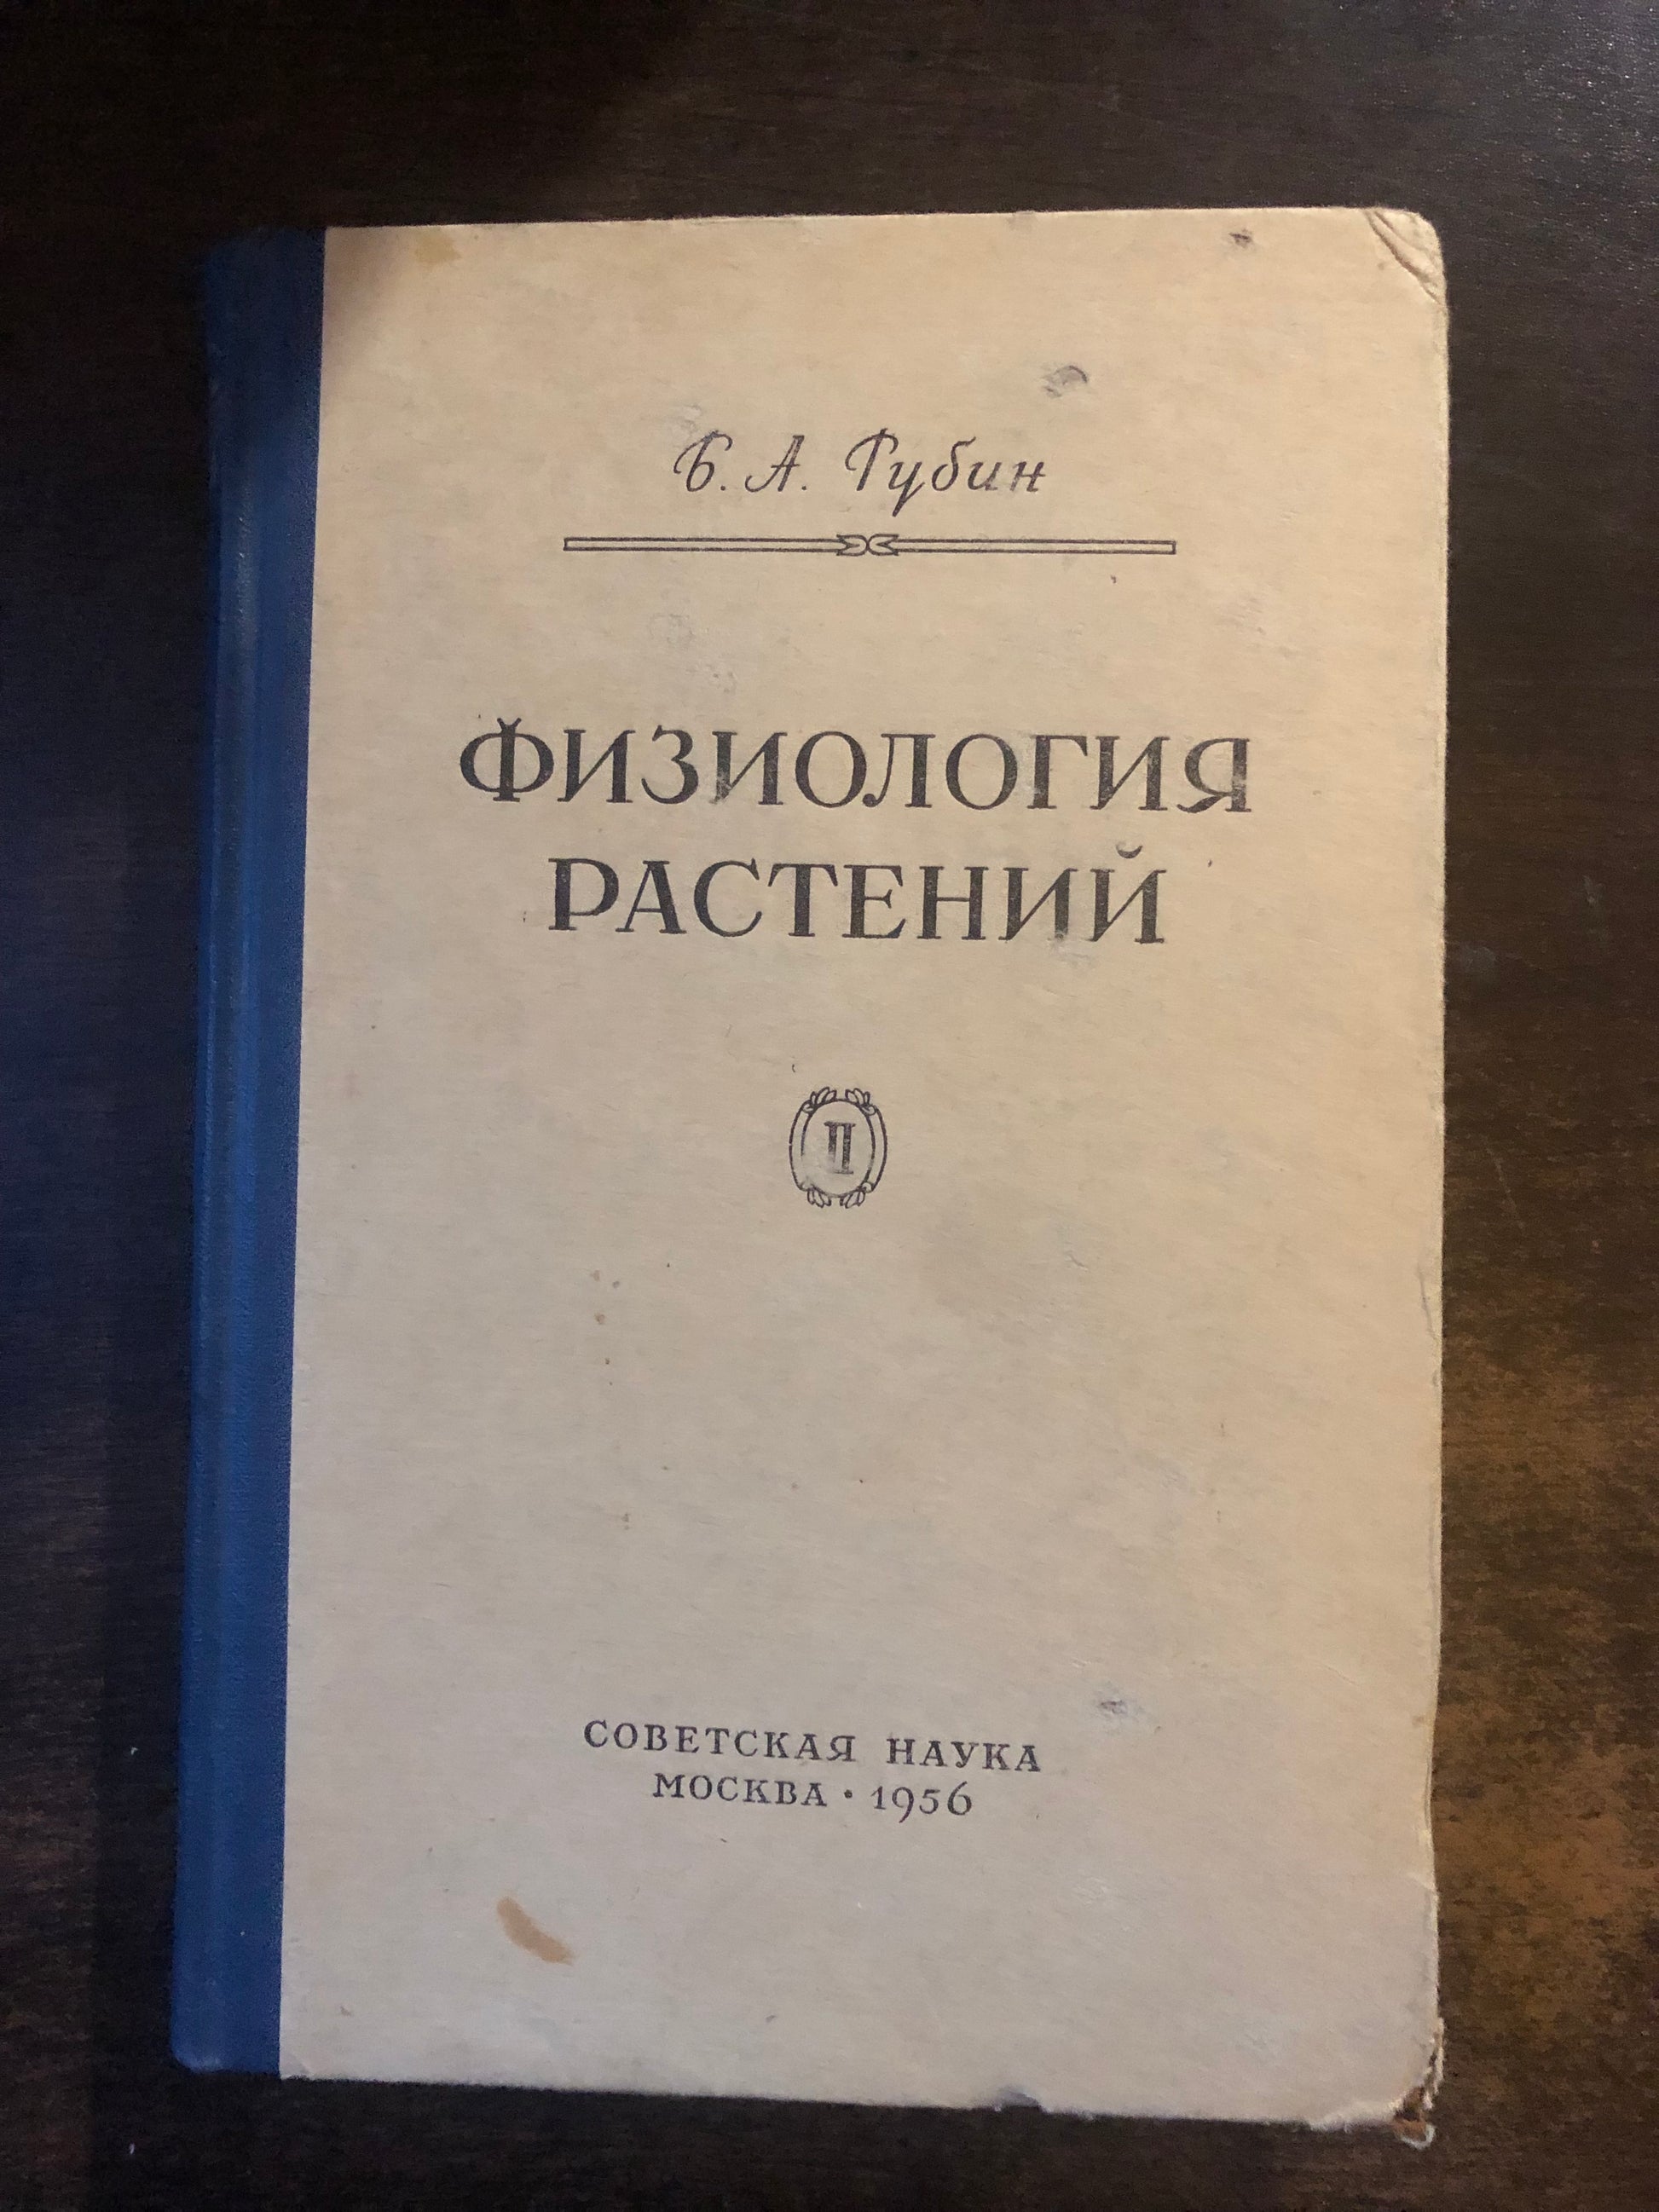 Б. А. Рубин
ФИЗИОЛОГИЯ
РАСТЕНИЙ
II
СОВЕТСКАЯ НАУКА
МОСКВА • 1956